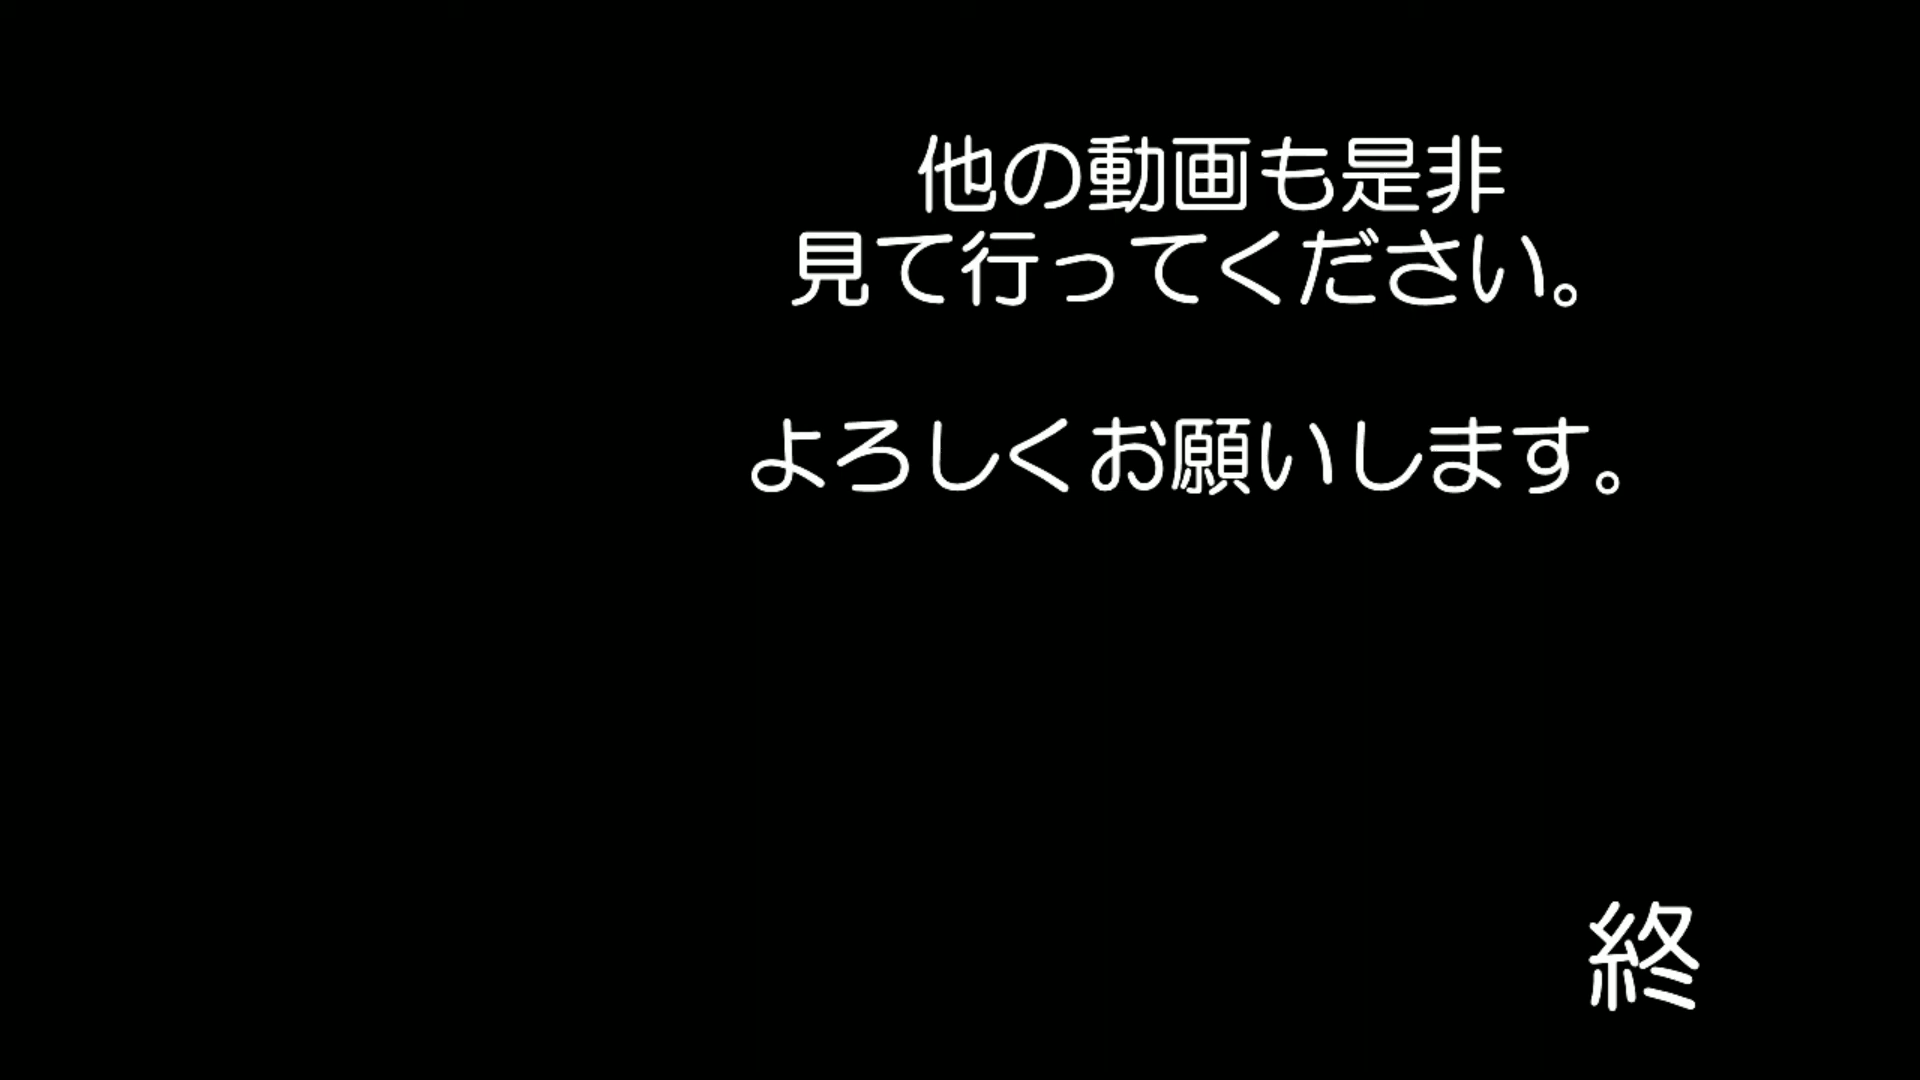 他の動画も是非
見て行ってください。
よろしくお願いします。
終